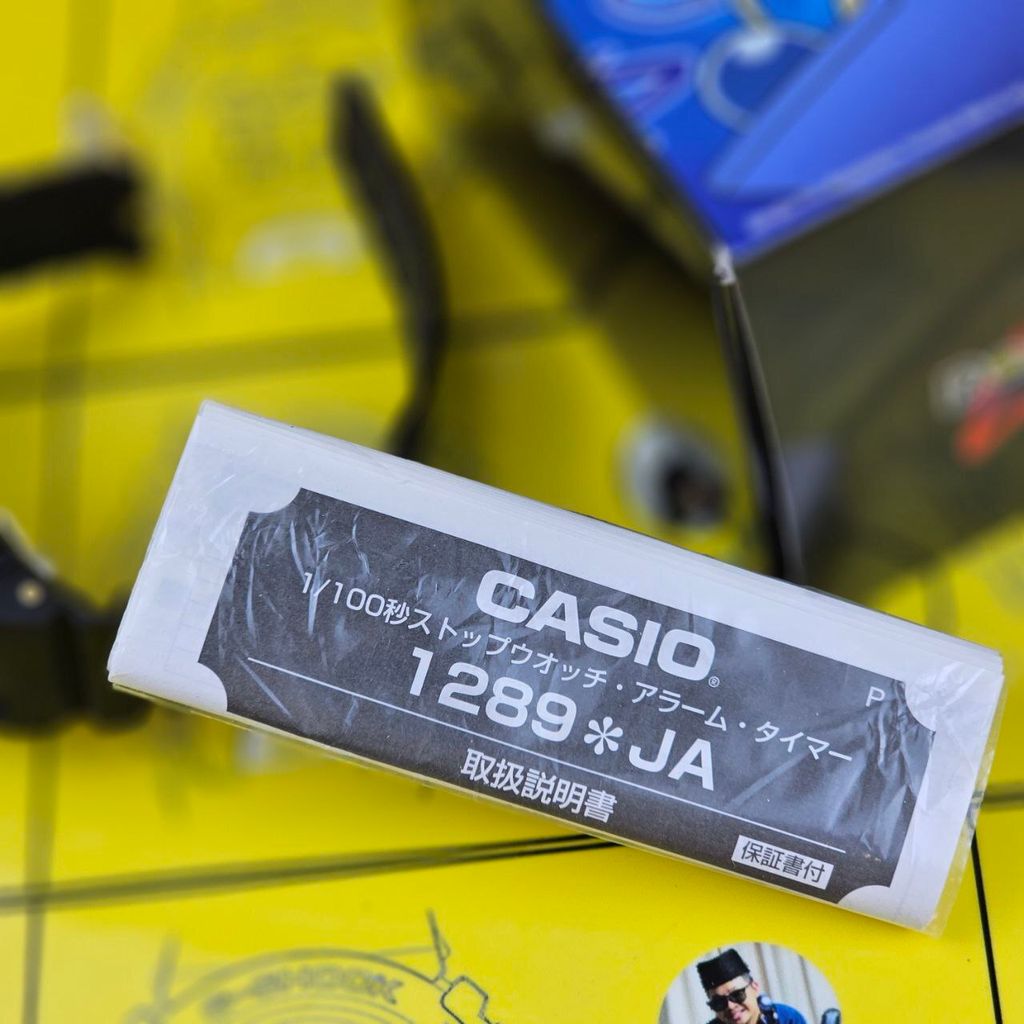 CASIO®
1/100秒ストップウオッチ・アラーム・タイマー
P
1289✻JA
取扱説明書
保証書付
G-SHOCK